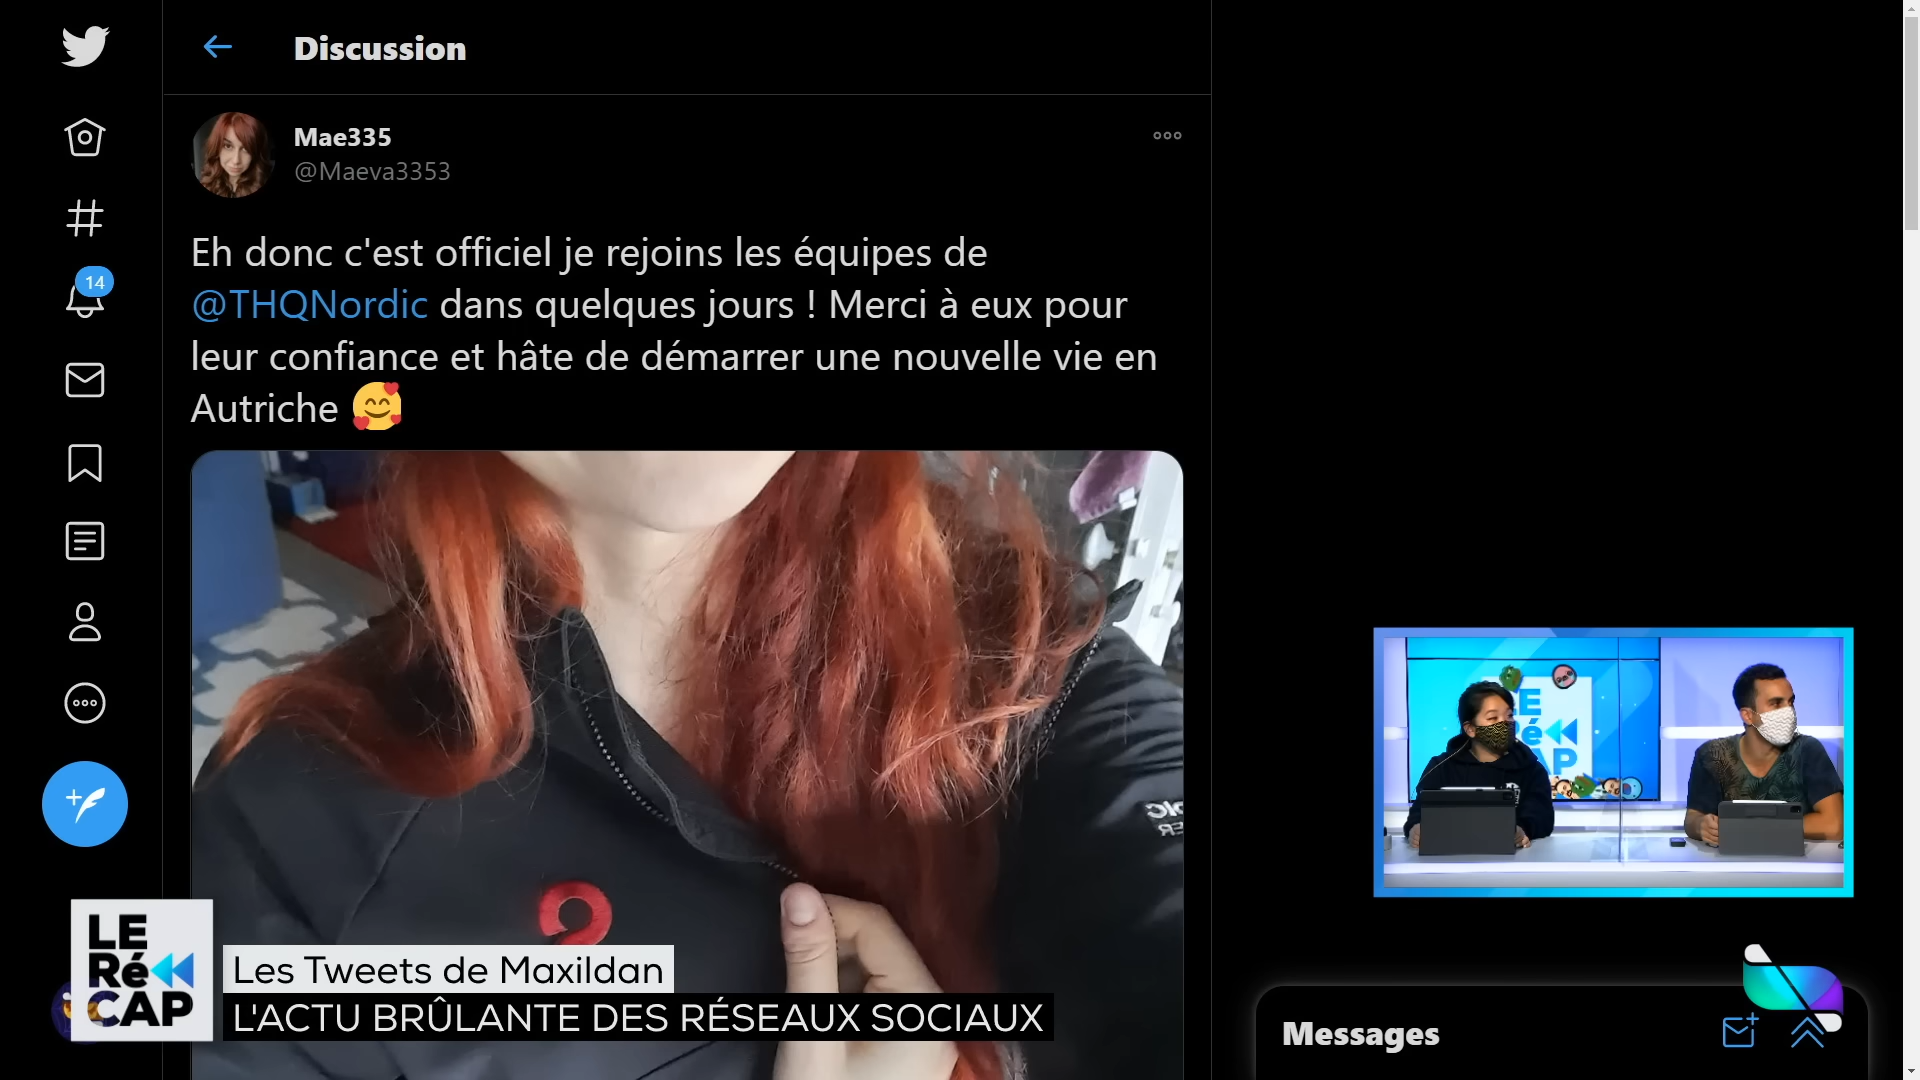 Discussion
Mae335
@Maeva3353
14
Eh donc c'est officiel je rejoins les équipes de
@THQNordic dans quelques jours ! Merci à eux pour
leur confiance et hâte de démarrer une nouvelle vie en
Autriche
LE
Ré
CAP
Les Tweets de Maxildan
L'ACTU BRÛLANTE DES RÉSEAUX SOCIAUX
Messages